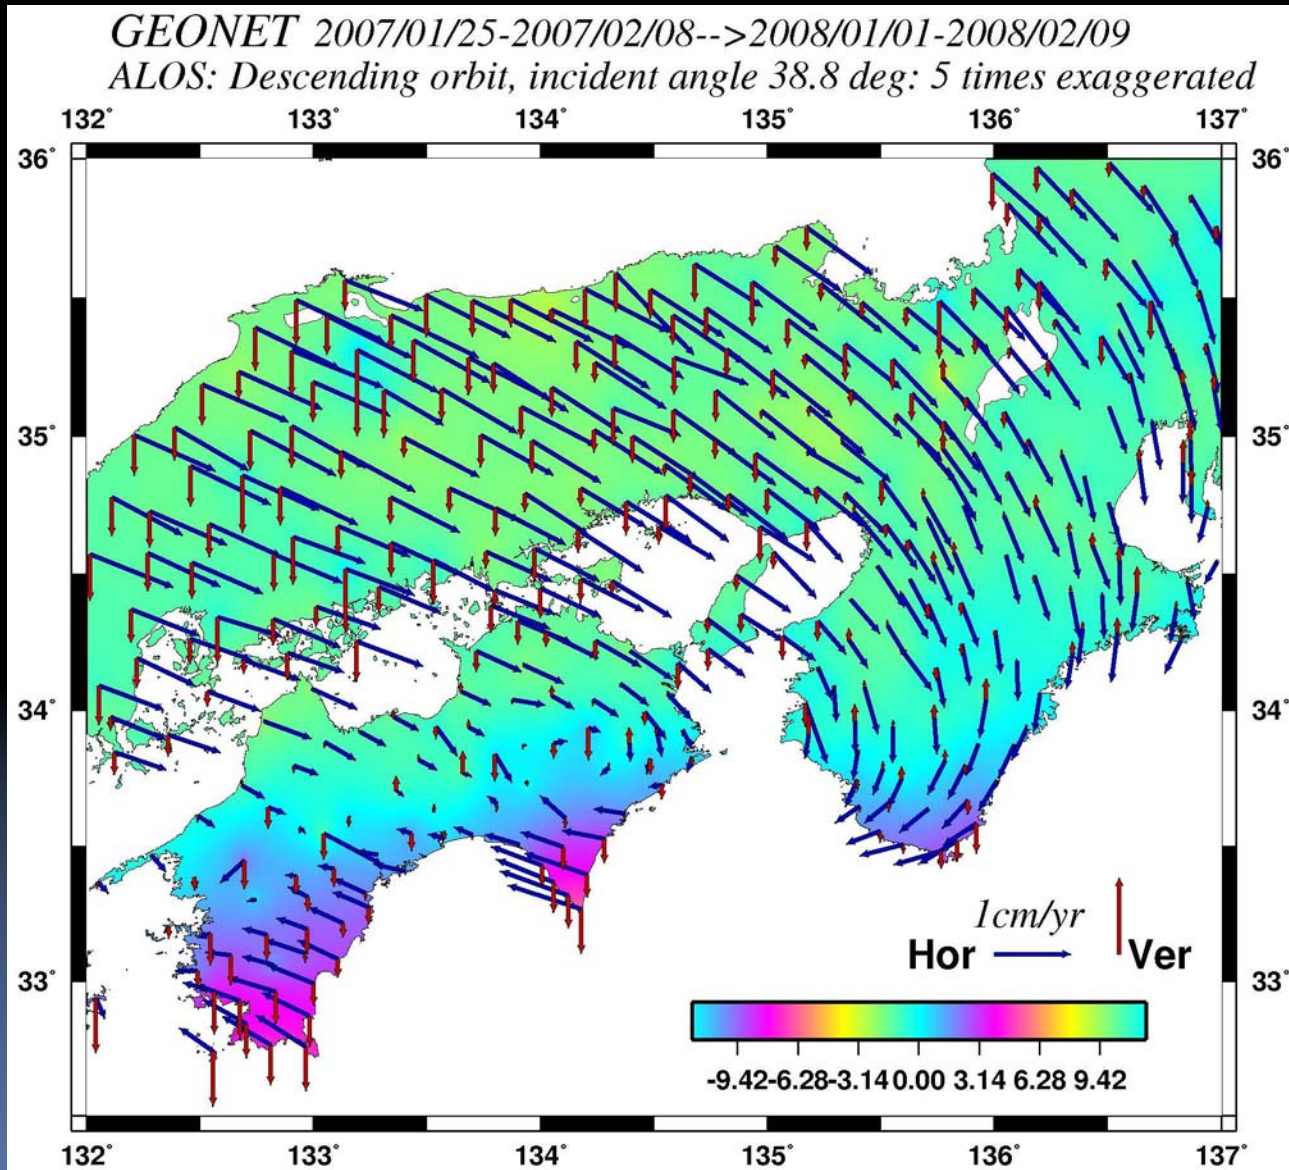 GEONET 2007/01/25-2007/02/08-->2008/01/01-2008/02/09
ALOS: Descending orbit, incident angle 38.8 deg: 5 times exaggerated
132˚ 133˚ 134˚ 135˚ 136˚ 137˚
36˚ 36˚
35˚ 35˚
34˚ 34˚
1cm/yr
Hor Ver
33˚ 33˚
-9.42 -6.28 -3.14 0.00 3.14 6.28 9.42
132˚ 133˚ 134˚ 135˚ 136˚ 137˚